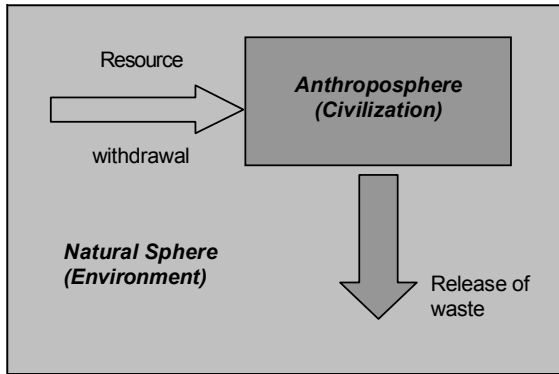 Resource
withdrawal
Anthroposphere
(Civilization)
Natural Sphere
(Environment)
Release of
waste